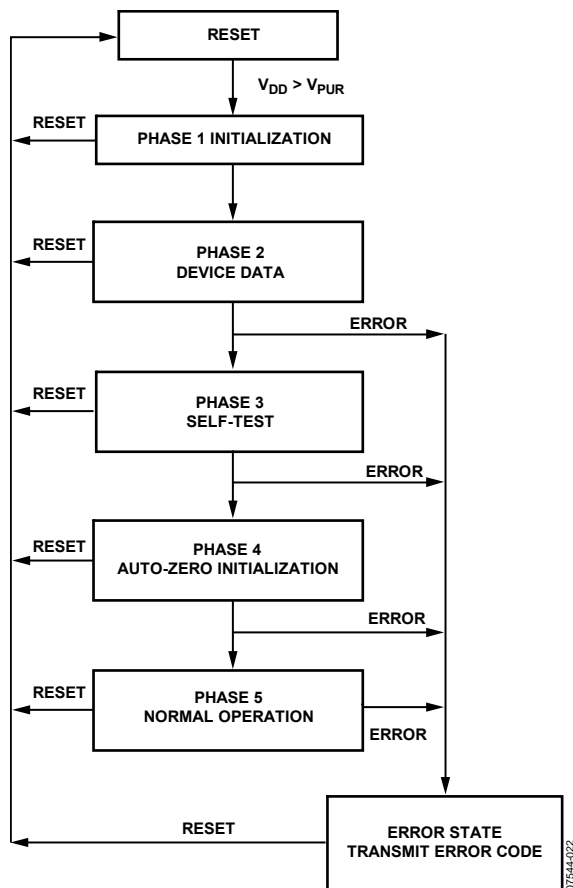 RESET
VDD > VPUR
RESET
PHASE 1 INITIALIZATION
RESET
PHASE 2
DEVICE DATA
ERROR
RESET
PHASE 3
SELF-TEST
ERROR
RESET
PHASE 4
AUTO-ZERO INITIALIZATION
ERROR
RESET
PHASE 5
NORMAL OPERATION
ERROR
RESET
ERROR STATE
TRANSMIT ERROR CODE